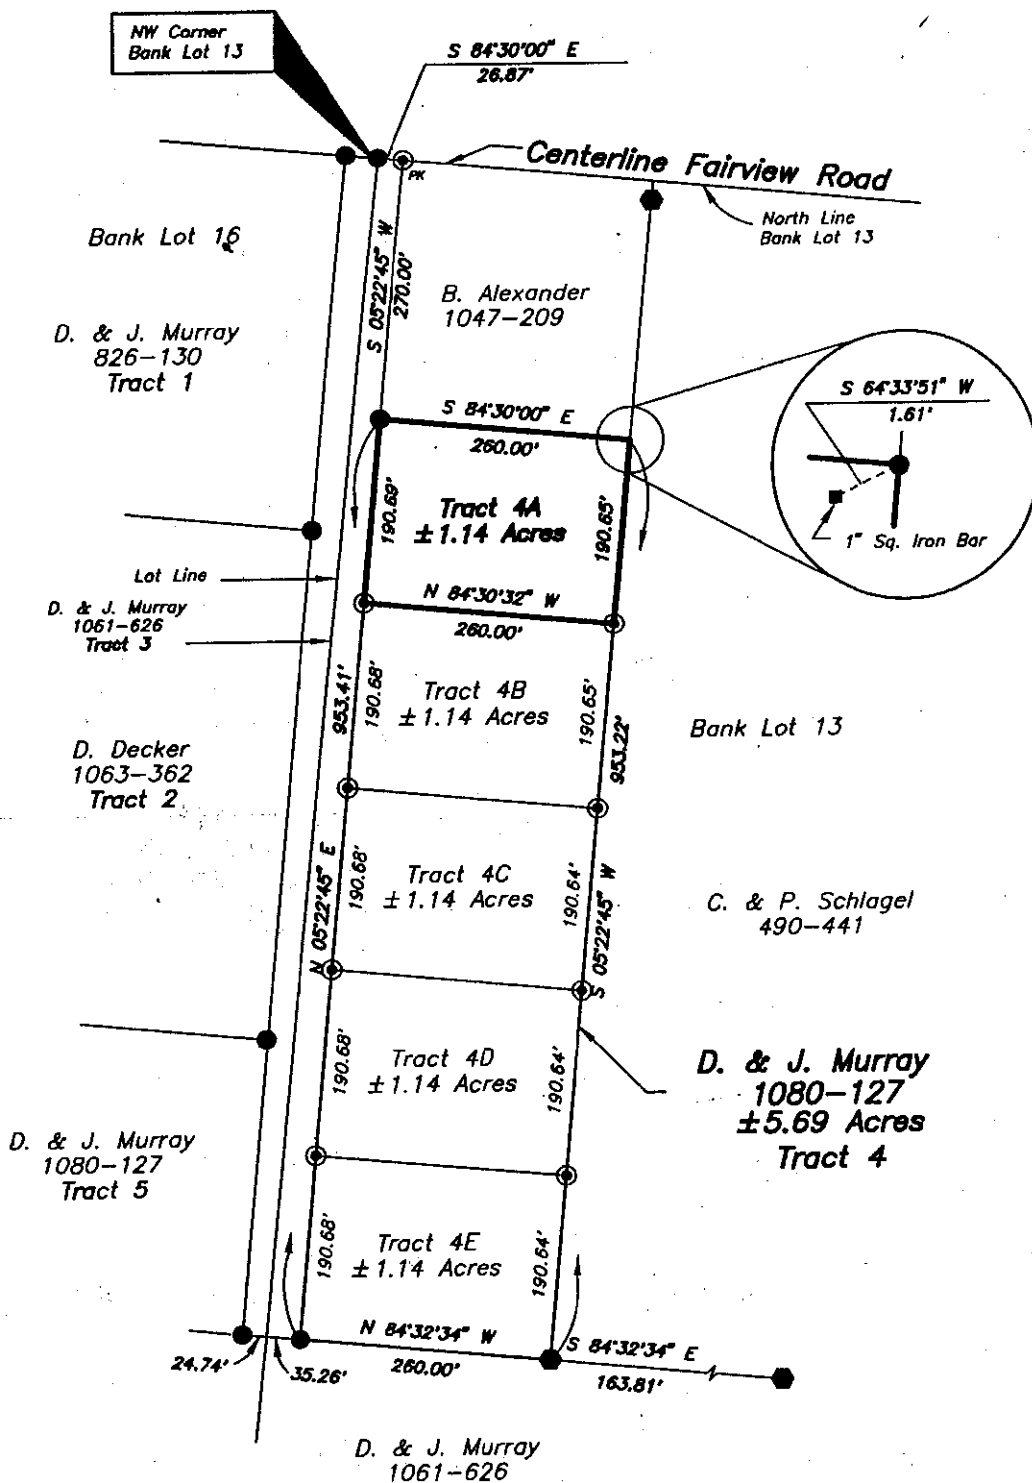 NW Corner
Bank Lot 13
S 84°30'00" E
26.87'
Centerline Fairview Road
PK
North Line
Bank Lot 13
Bank Lot 16
S 05°22'45" W
270.00'
B. Alexander
1047-209
D. & J. Murray
826-130
Tract 1
S 64°33'51" W
1.61'
1" Sq. Iron Bar
S 84°30'00" E
260.00'
190.69'
Tract 4A
±1.14 Acres
190.65'
Lot Line
N 84°30'32" W
260.00'
D. & J. Murray
1061-626
Tract 3
953.41'
190.68'
Tract 4B
±1.14 Acres
190.65'
953.22'
Bank Lot 13
D. Decker
1063-362
Tract 2
N 05°22'45" E
190.68'
Tract 4C
±1.14 Acres
190.64'
S 05°22'45" W
C. & P. Schlagel
490-441
190.68'
Tract 4D
±1.14 Acres
190.64'
D. & J. Murray
1080-127
±5.69 Acres
Tract 4
D. & J. Murray
1080-127
Tract 5
190.68'
Tract 4E
±1.14 Acres
190.64'
N 84°32'34" W
260.00'
S 84°32'34" E
163.81'
24.74'
35.26'
D. & J. Murray
1061-626